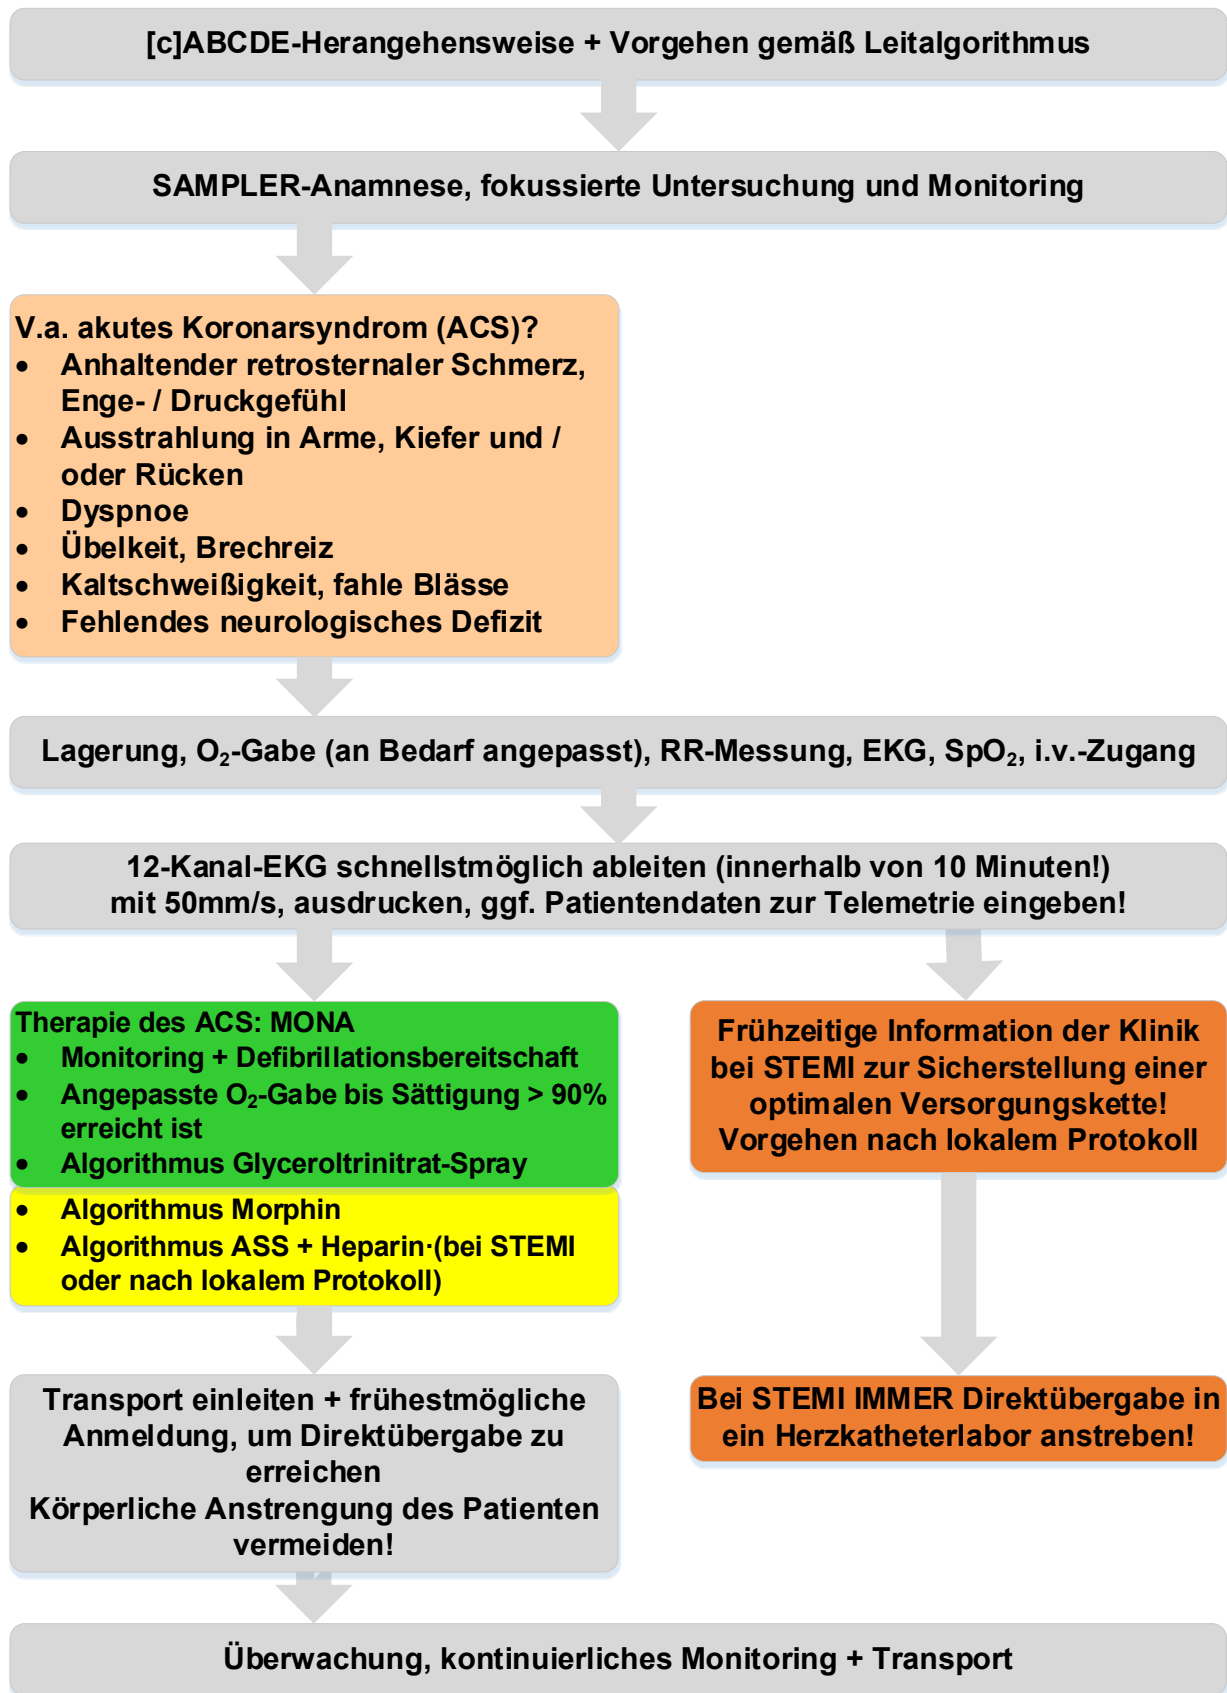 [c]ABCDE-Herangehensweise + Vorgehen gemäß Leitalgorithmus
SAMPLER-Anamnese, fokussierte Untersuchung und Monitoring
V.a. akutes Koronarsyndrom (ACS)?
• Anhaltender retrosternaler Schmerz,
Enge- / Druckgefühl
• Ausstrahlung in Arme, Kiefer und /
oder Rücken
• Dyspnoe
• Übelkeit, Brechreiz
• Kaltschweißigkeit, fahle Blässe
• Fehlendes neurologisches Defizit
Lagerung, O₂-Gabe (an Bedarf angepasst), RR-Messung, EKG, SpO₂, i.v.-Zugang
12-Kanal-EKG schnellstmöglich ableiten (innerhalb von 10 Minuten!)
mit 50mm/s, ausdrucken, ggf. Patientendaten zur Telemetrie eingeben!
Therapie des ACS: MONA
• Monitoring + Defibrillationsbereitschaft
• Angepasste O₂-Gabe bis Sättigung > 90%
erreicht ist
• Algorithmus Glyceroltrinitrat-Spray
• Algorithmus Morphin
• Algorithmus ASS + Heparin·(bei STEMI
oder nach lokalem Protokoll)
Frühzeitige Information der Klinik
bei STEMI zur Sicherstellung einer
optimalen Versorgungskette!
Vorgehen nach lokalem Protokoll
Transport einleiten + frühestmögliche
Anmeldung, um Direktübergabe zu
erreichen
Körperliche Anstrengung des Patienten
vermeiden!
Bei STEMI IMMER Direktübergabe in
ein Herzkatheterlabor anstreben!
Überwachung, kontinuierliches Monitoring + Transport